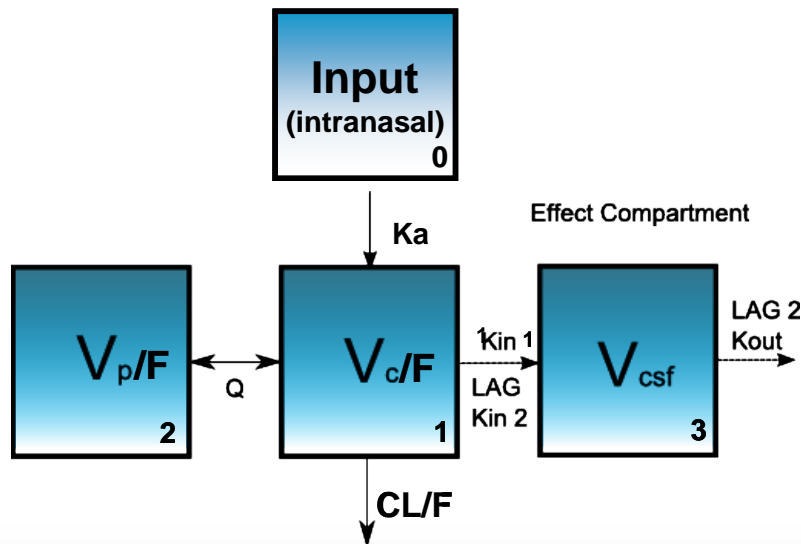 Input
(intranasal)
0
Ka
Effect Compartment
Vp/F
2
Q
Vc/F
1
1Kin 1
LAG
Kin 2
Vcsf
3
LAG 2
Kout
CL/F